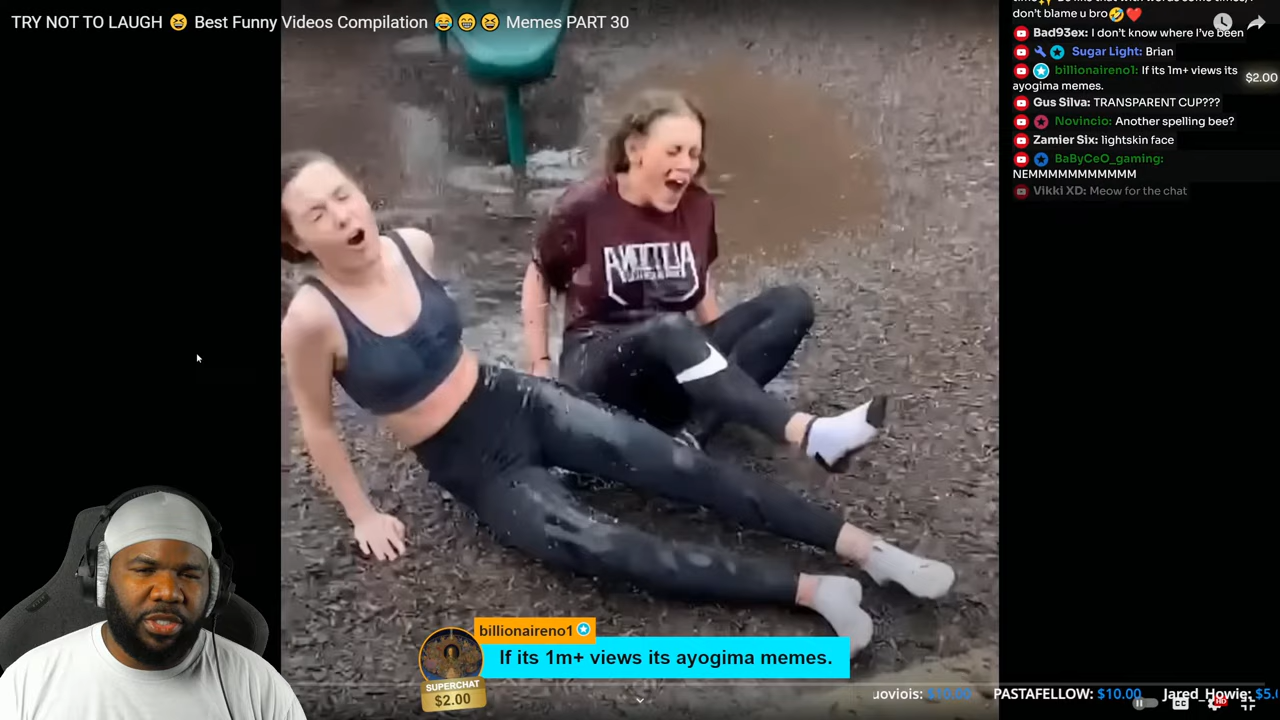 TRY NOT TO LAUGH 😆 Best Funny Videos Compilation 😂😁😆 Memes PART 30
don't blame u bro🤣❤️
Bad93ex: I don't know where I've been
Sugar Light: Brian
billionaireno1: If its 1m+ views its
ayogima memes.
$2.00
Gus Silva: TRANSPARENT CUP???
Novincio: Another spelling bee?
Zamier Six: lightskin face
BaByCeO_gaming:
NEMMMMMMMMMMM
Vikki XD: Meow for the chat
billionaireno1
If its 1m+ views its ayogima memes.
SUPERCHAT
$2.00
uoviois: $10.00 PASTAFELLOW: $10.00 Jared_Howie: $5.0